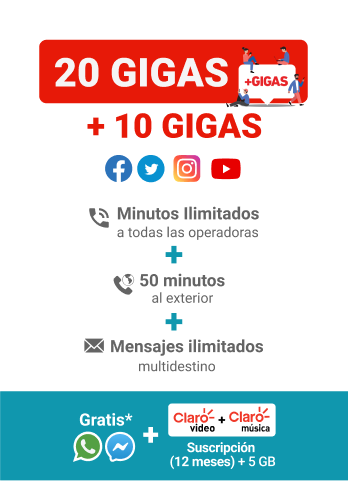 20 GIGAS
+GIGAS
+ 10 GIGAS
Minutos Ilimitados
a todas las operadoras
+
50 minutos
al exterior
+
Mensajes ilimitados
multidestino
Gratis*
+
Claro video + Claro música
Suscripción
(12 meses) + 5 GB